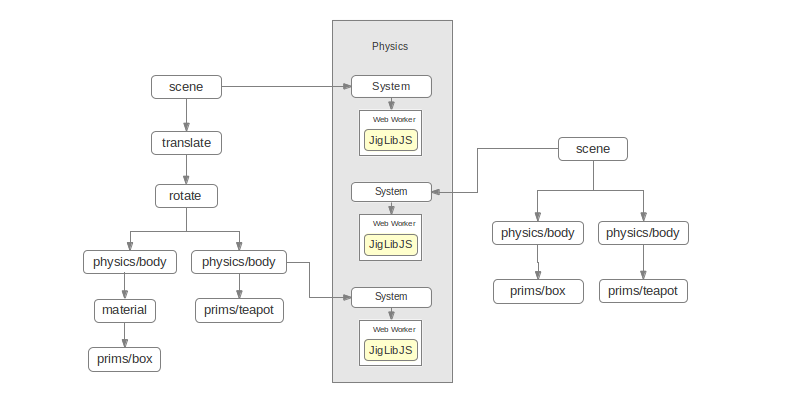 Physics
scene
System
Web Worker
JigLibJS
translate
scene
rotate
System
Web Worker
JigLibJS
physics/body
physics/body
physics/body
physics/body
material
prims/teapot
System
prims/box
prims/teapot
Web Worker
JigLibJS
prims/box